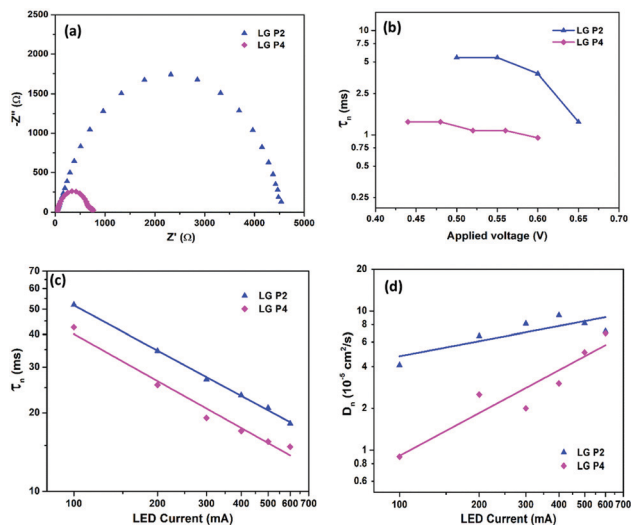 (a)
LG P2
LG P4
2500
2000
1750
1500
1000
500
250
0
-Z" (Ω)
0 500 1000 2000 3000 4000 5000
Z' (Ω)
(b)
LG P2
LG P4
10
5
2.5
1
0.75
0.5
0.25
τn (ms)
0.40 0.45 0.50 0.55 0.60 0.65 0.70
Applied voltage (V)
(c)
LG P2
LG P4
70
60
50
40
30
20
10
τn (ms)
100 200 300 400 500 600 700
LED Current (mA)
(d)
LG P2
LG P4
20
10
8
6
4
2
1
0.8
0.6
Dn (10-5 cm2/s)
100 200 300 400 500 600 700
LED Current (mA)